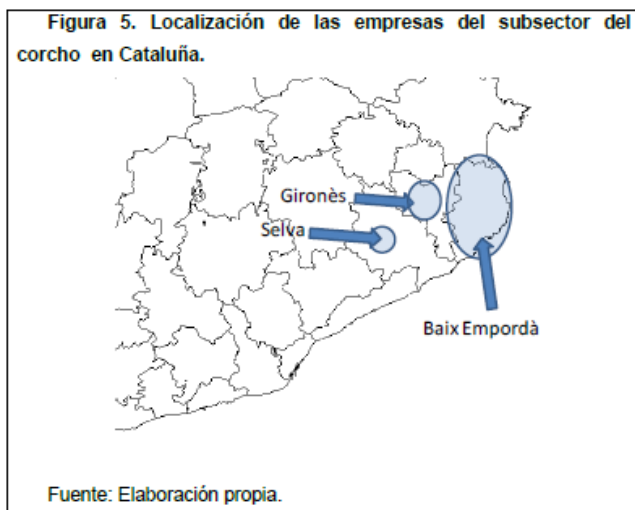 Figura 5. Localización de las empresas del subsector del
corcho en Cataluña.
Gironès
Selva
Baix Empordà
Fuente: Elaboración propia.